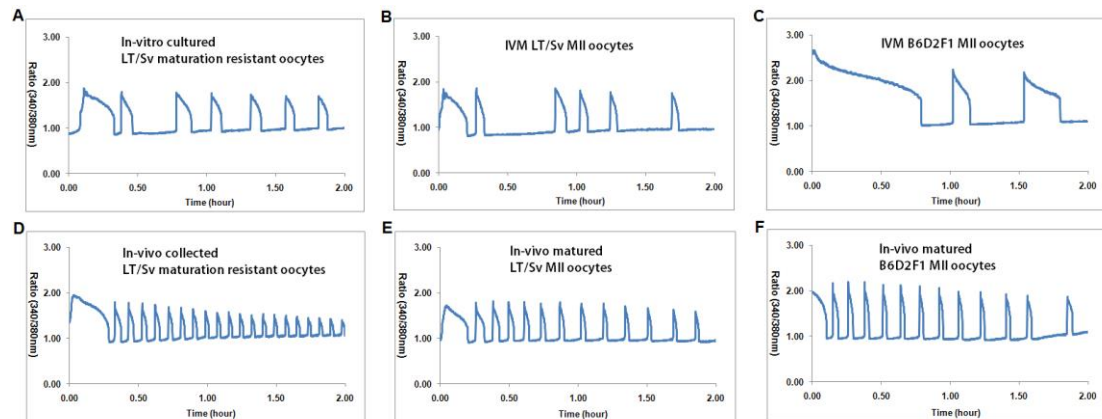 A
In-vitro cultured
LT/Sv maturation resistant oocytes
Ratio (340/380nm)
3.00
2.00
1.00
0.00
0.00 0.50 1.00 1.50 2.00
Time (hour)
B
IVM LT/Sv MII oocytes
Ratio (340/380nm)
3.00
2.00
1.00
0.00
0.00 0.50 1.00 1.50 2.00
Time (hour)
C
IVM B6D2F1 MII oocytes
Ratio (340/380nm)
3.00
2.00
1.00
0.00
0.00 0.50 1.00 1.50 2.00
Time (hour)
D
In-vivo collected
LT/Sv maturation resistant oocytes
Ratio (340/380nm)
3.00
2.00
1.00
0.00
0.00 0.50 1.00 1.50 2.00
Time (hour)
E
In-vivo matured
LT/Sv MII oocytes
Ratio (340/380nm)
3.00
2.00
1.00
0.00
0.00 0.50 1.00 1.50 2.00
Time (hour)
F
In-vivo matured
B6D2F1 MII oocytes
Ratio (340/380nm)
3.00
2.00
1.00
0.00
0.00 0.50 1.00 1.50 2.00
Time (hour)